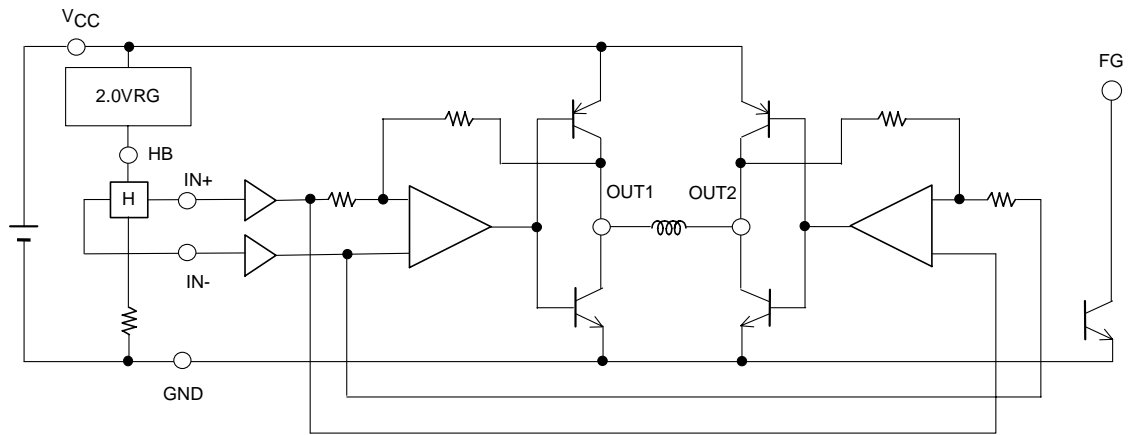 VCC
FG
2.0VRG
HB
IN+
H
OUT1
OUT2
IN-
GND